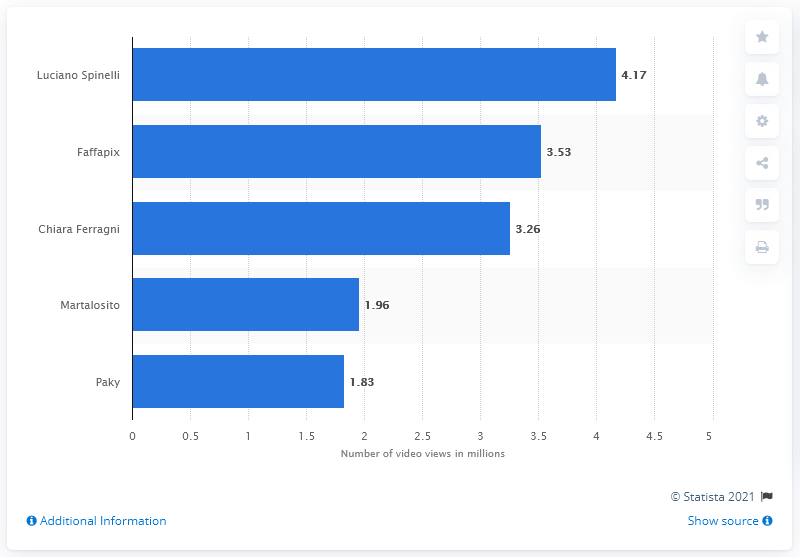 Luciano Spinelli 4.17
Faffapix 3.53
Chiara Ferragni 3.26
Martalosito 1.96
Paky 1.83
0 0.5 1 1.5 2 2.5 3 3.5 4 4.5 5
Number of video views in millions
© Statista 2021
Additional Information
Show source